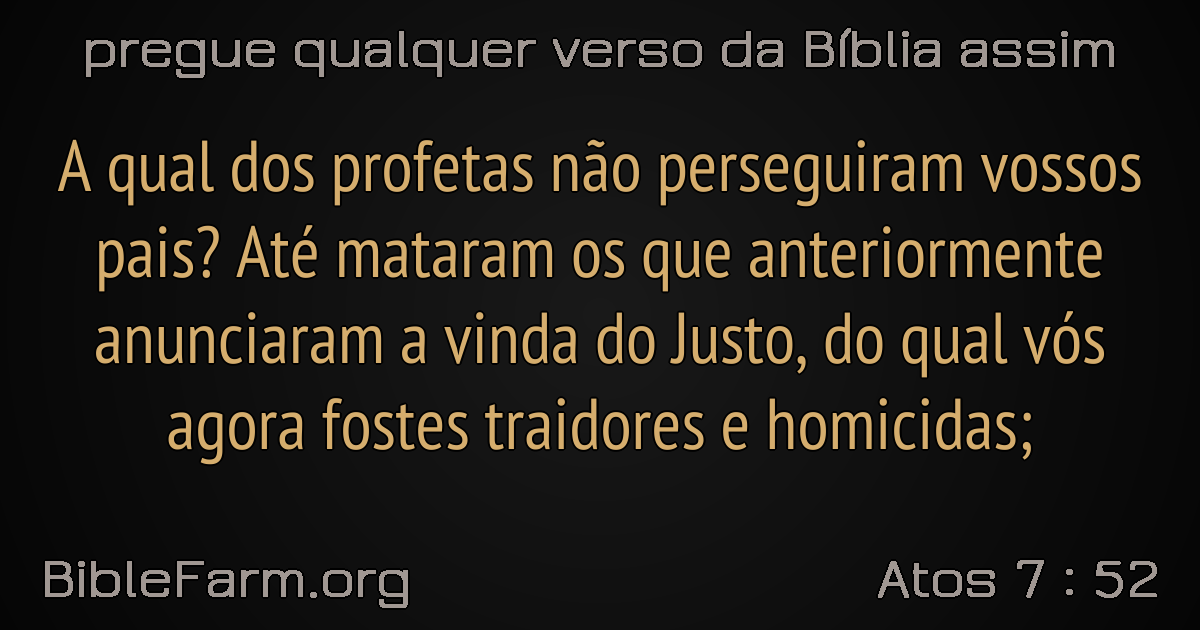 pregue qualquer verso da Bíblia assim
A qual dos profetas não perseguiram vossos
pais? Até mataram os que anteriormente
anunciaram a vinda do Justo, do qual vós
agora fostes traidores e homicidas;
BibleFarm.org
Atos 7 : 52